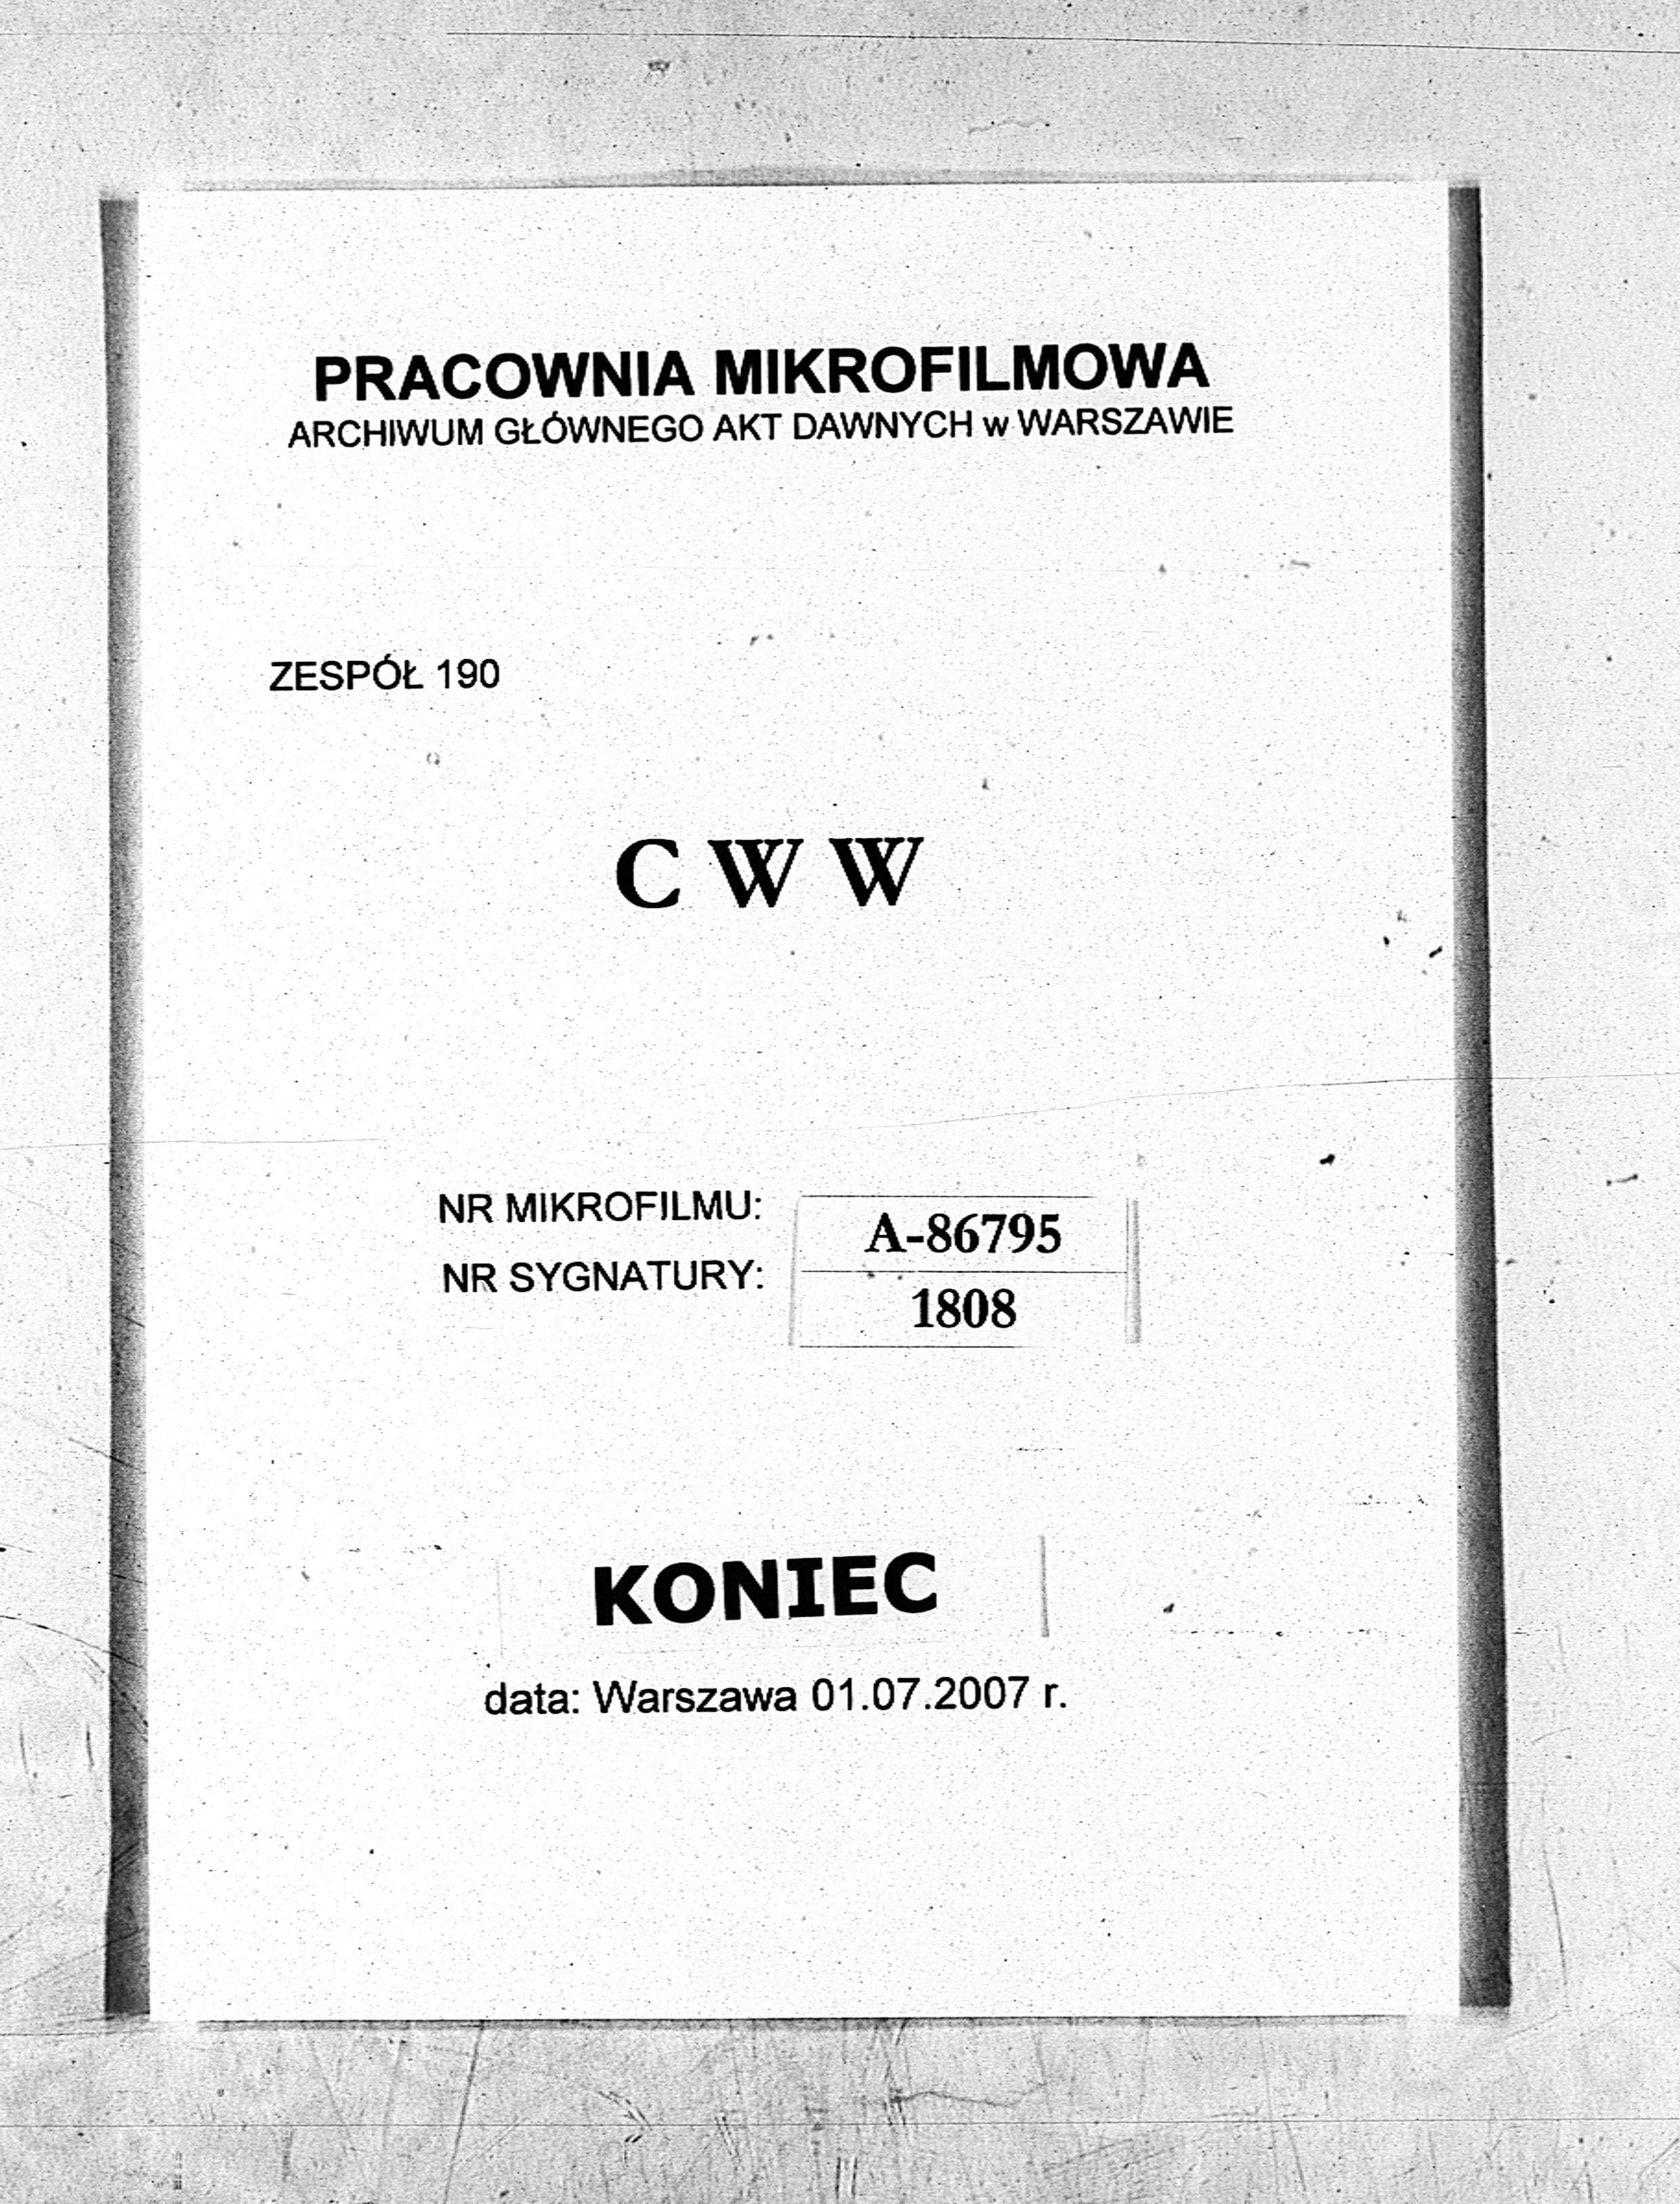 PRACOWNIA MIKROFILMOWA
ARCHIWUM GŁÓWNEGO AKT DAWNYCH w WARSZAWIE
ZESPÓŁ 190
C W W
NR MIKROFILMU: A-86795
NR SYGNATURY: 1808
KONIEC
data: Warszawa 01.07.2007 r.